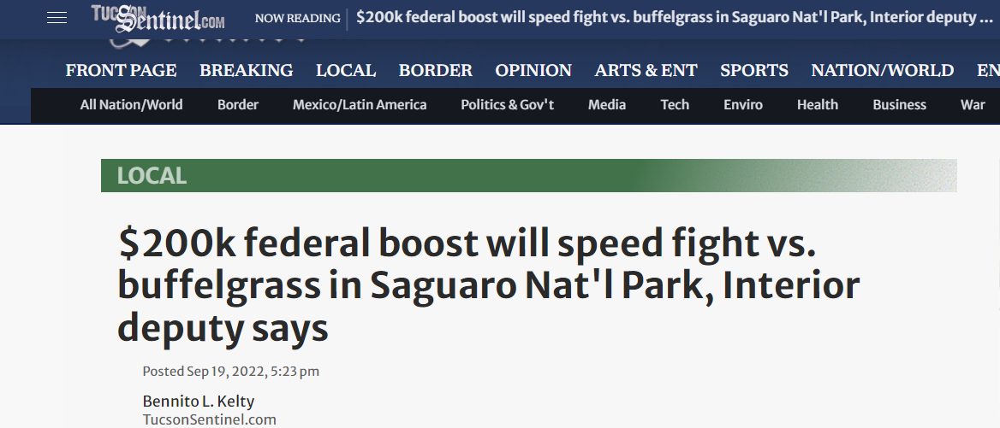 Tucson Sentinel.com
NOW READING $200k federal boost will speed fight vs. buffelgrass in Saguaro Nat'l Park, Interior deputy ...
FRONT PAGE BREAKING LOCAL BORDER OPINION ARTS & ENT SPORTS NATION/WORLD EN
All Nation/World Border Mexico/Latin America Politics & Gov't Media Tech Enviro Health Business War
LOCAL
$200k federal boost will speed fight vs.
buffelgrass in Saguaro Nat'l Park, Interior
deputy says
Posted Sep 19, 2022, 5:23 pm
Bennito L. Kelty
TucsonSentinel.com